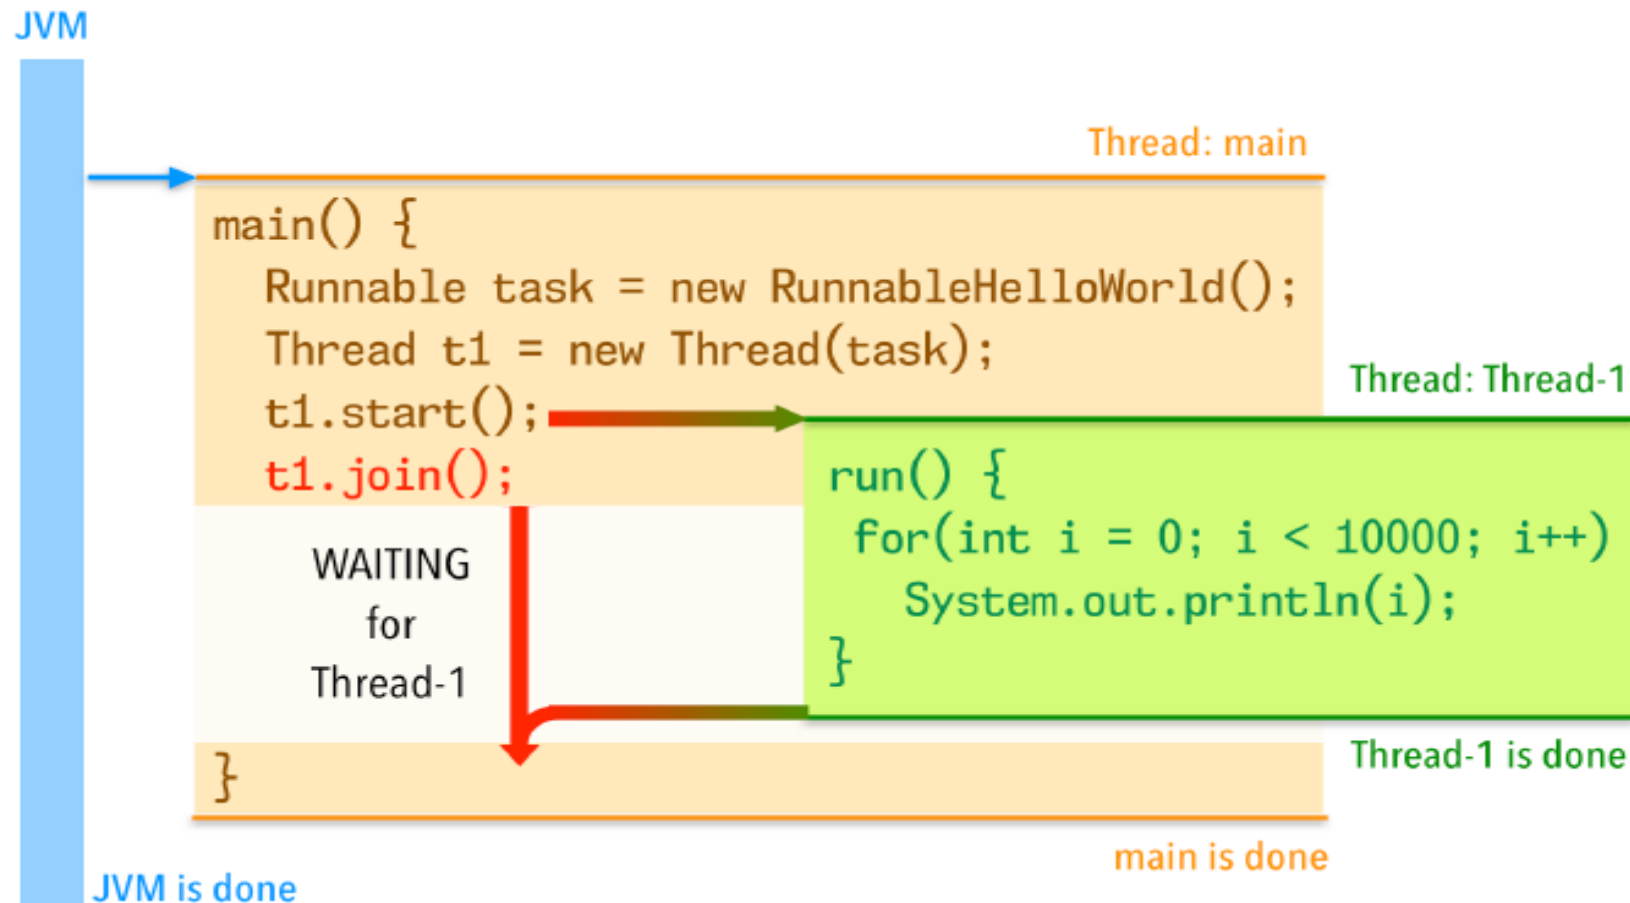 JVM
Thread: main
main() {
Runnable task = new RunnableHelloWorld();
Thread t1 = new Thread(task);
t1.start();
t1.join();
Thread: Thread-1
run() {
for(int i = 0; i < 10000; i++)
System.out.println(i);
}
WAITING
for
Thread-1
}
Thread-1 is done
main is done
JVM is done